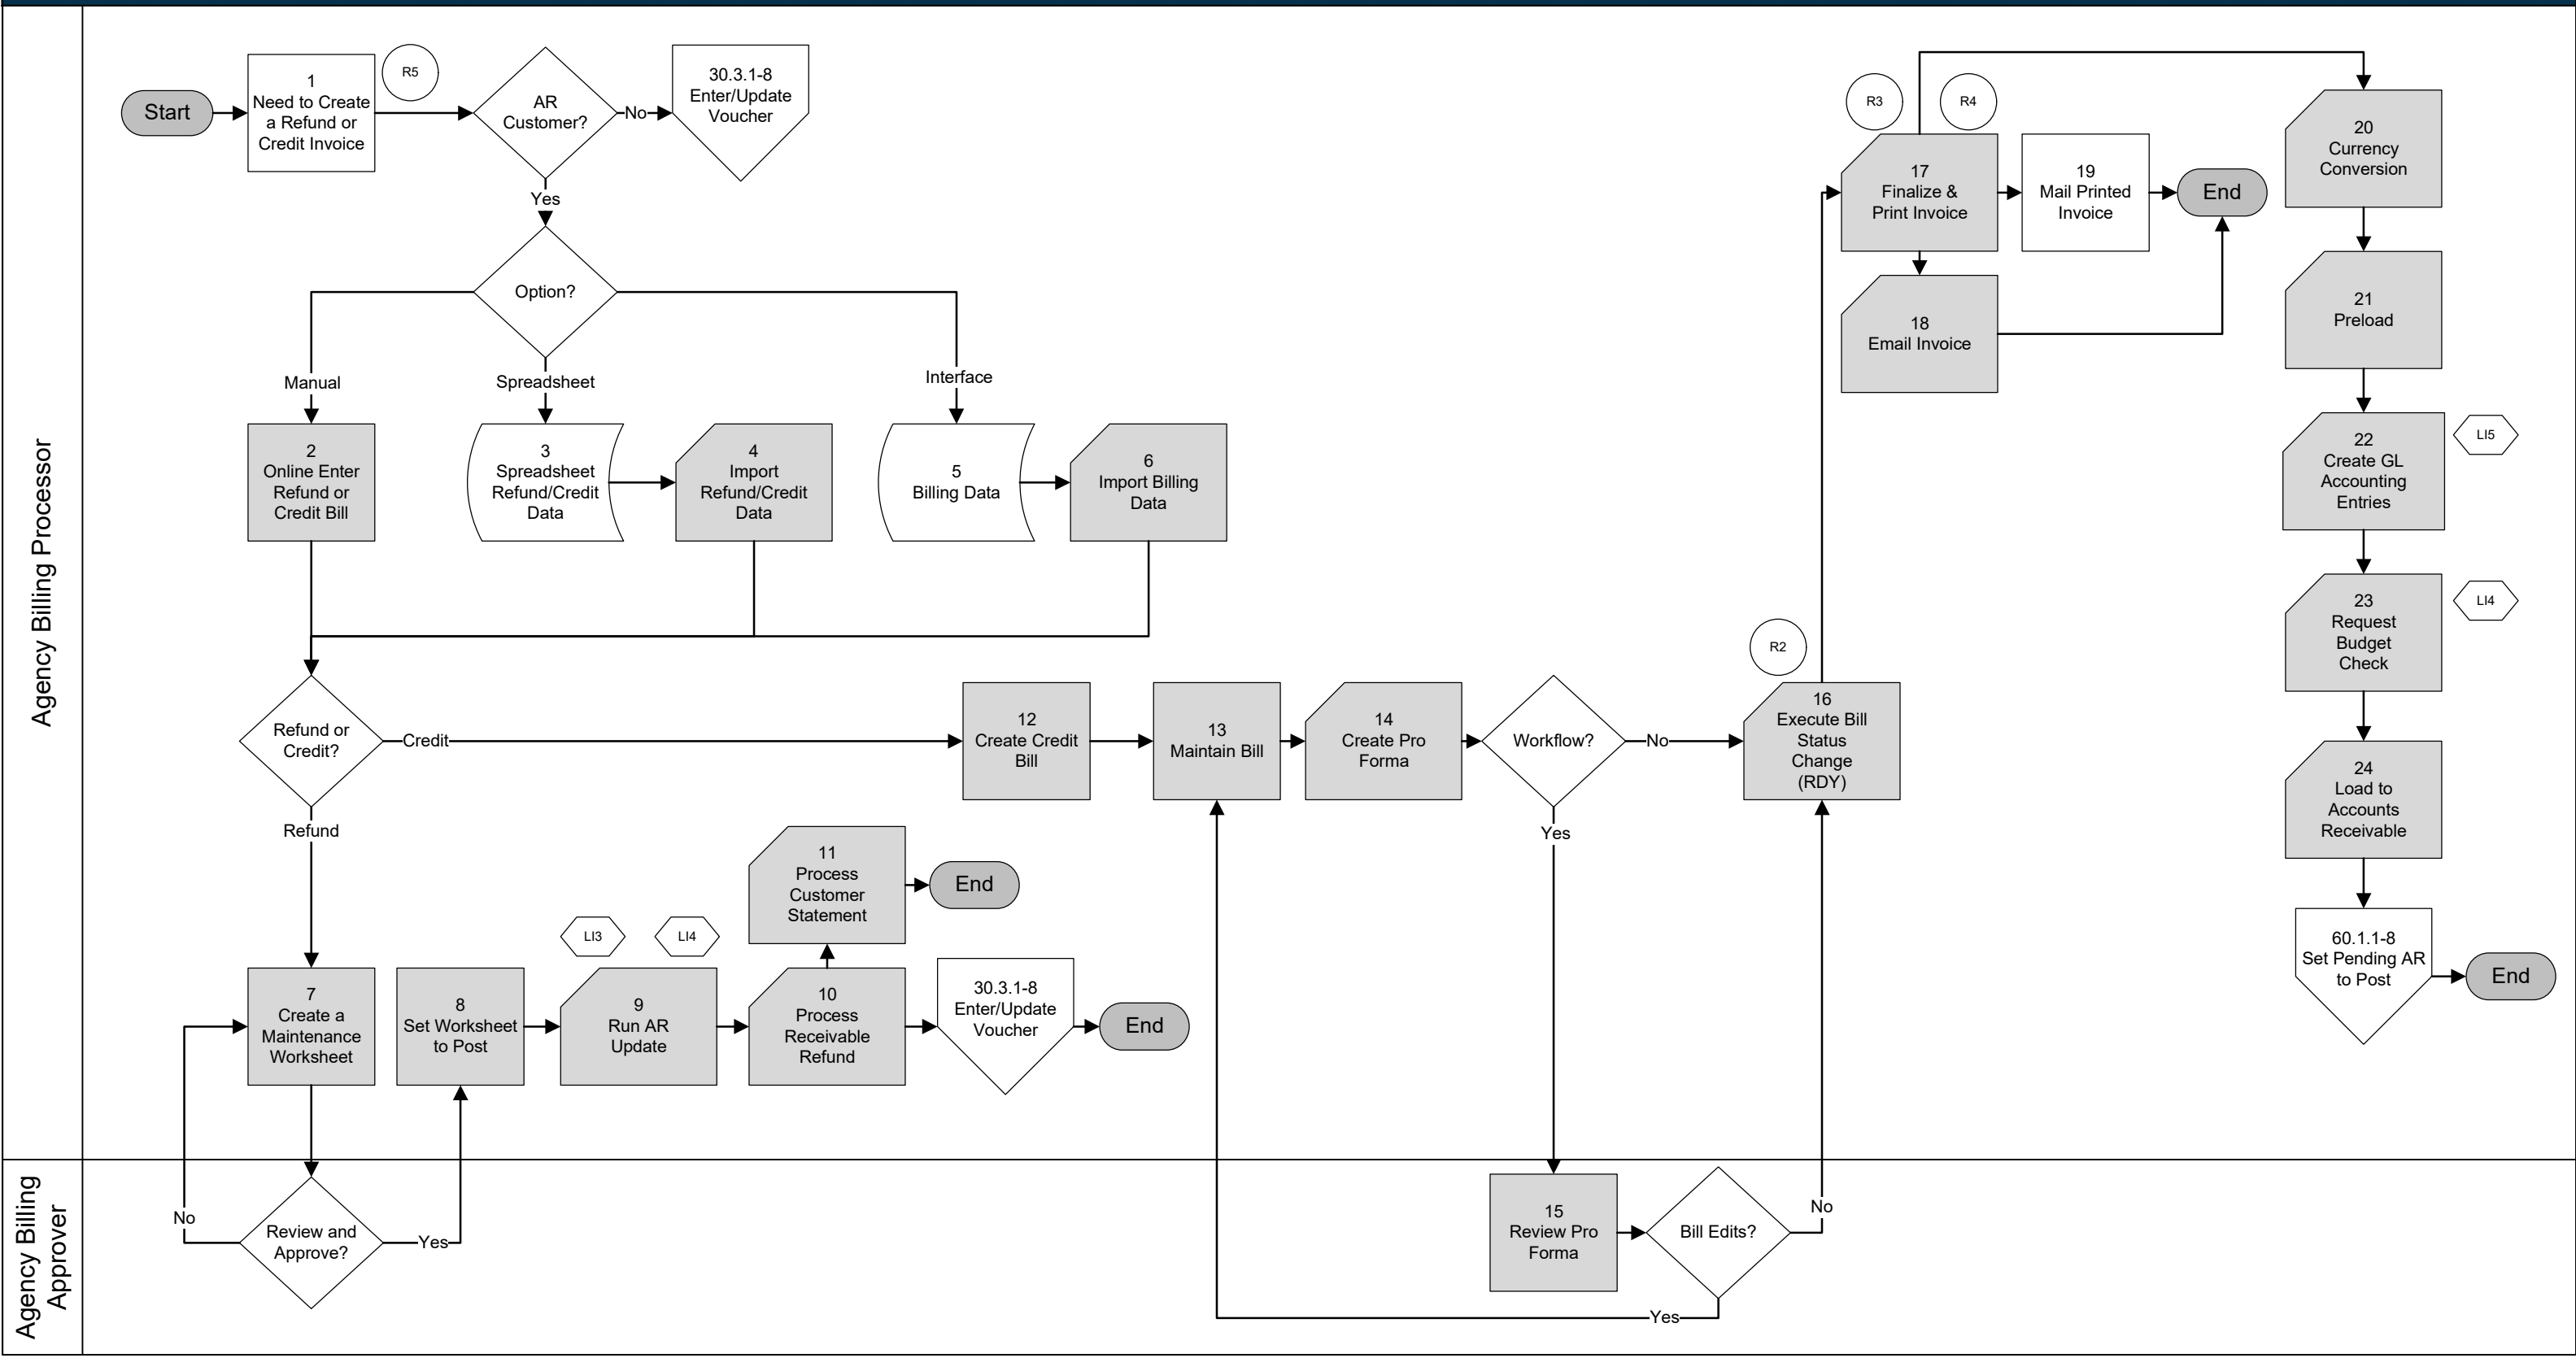 Agency Billing Processor
Start
1
Need to Create
a Refund or
Credit Invoice
R5
AR
Customer?
No
30.3.1-8
Enter/Update
Voucher
Yes
Option?
Manual
Spreadsheet
Interface
2
Online Enter
Refund or
Credit Bill
3
Spreadsheet
Refund/Credit
Data
4
Import
Refund/Credit
Data
5
Billing Data
6
Import Billing
Data
Refund or
Credit?
Credit
Refund
7
Create a
Maintenance
Worksheet
8
Set Worksheet
to Post
LI3
LI4
9
Run AR
Update
10
Process
Receivable
Refund
11
Process
Customer
Statement
End
30.3.1-8
Enter/Update
Voucher
End
12
Create Credit
Bill
13
Maintain Bill
14
Create Pro
Forma
Workflow?
No
Yes
R2
16
Execute Bill
Status
Change
(RDY)
R3
R4
17
Finalize &
Print Invoice
18
Email Invoice
19
Mail Printed
Invoice
End
20
Currency
Conversion
21
Preload
22
Create GL
Accounting
Entries
LI5
23
Request
Budget
Check
LI4
24
Load to
Accounts
Receivable
60.1.1-8
Set Pending AR
to Post
End
Agency Billing
Approver
No
Review and
Approve?
Yes
15
Review Pro
Forma
Bill Edits?
No
Yes